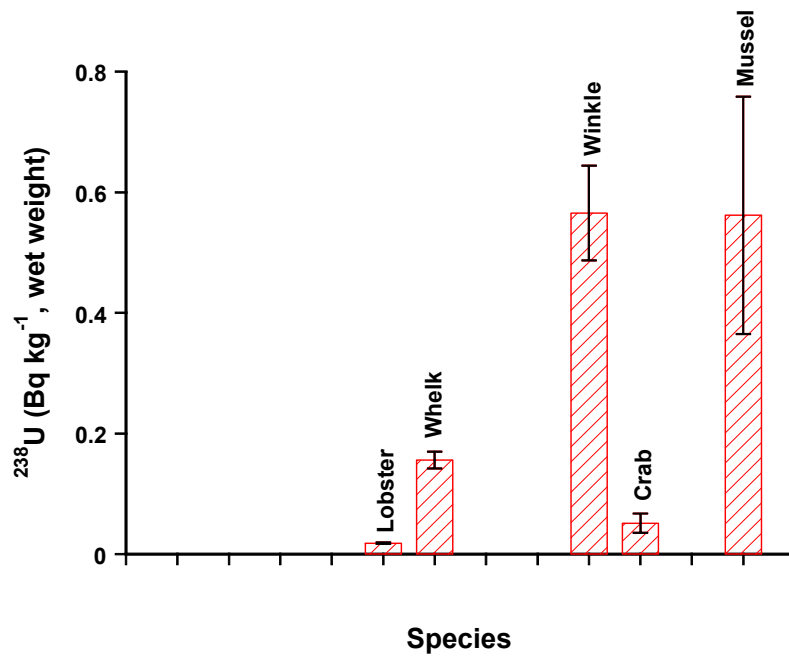 0.8
0.6
0.4
0.2
0
²³⁸U (Bq kg⁻¹, wet weight)
Lobster
Whelk
Winkle
Crab
Mussel
Species